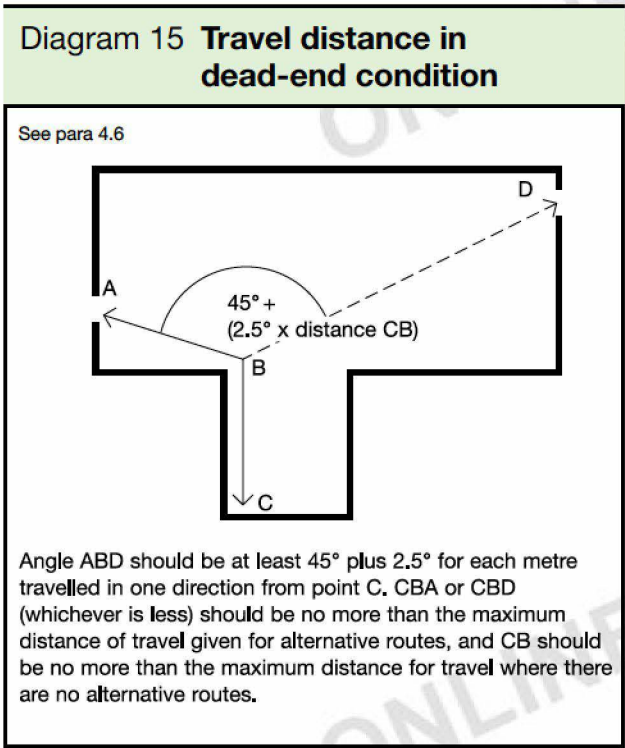 Diagram 15 Travel distance in
dead-end condition
See para 4.6
D
A
45° +
(2.5° x distance CB)
B
C
Angle ABD should be at least 45° plus 2.5° for each metre
travelled in one direction from point C. CBA or CBD
(whichever is less) should be no more than the maximum
distance of travel given for alternative routes, and CB should
be no more than the maximum distance for travel where there
are no alternative routes.
ONLINE